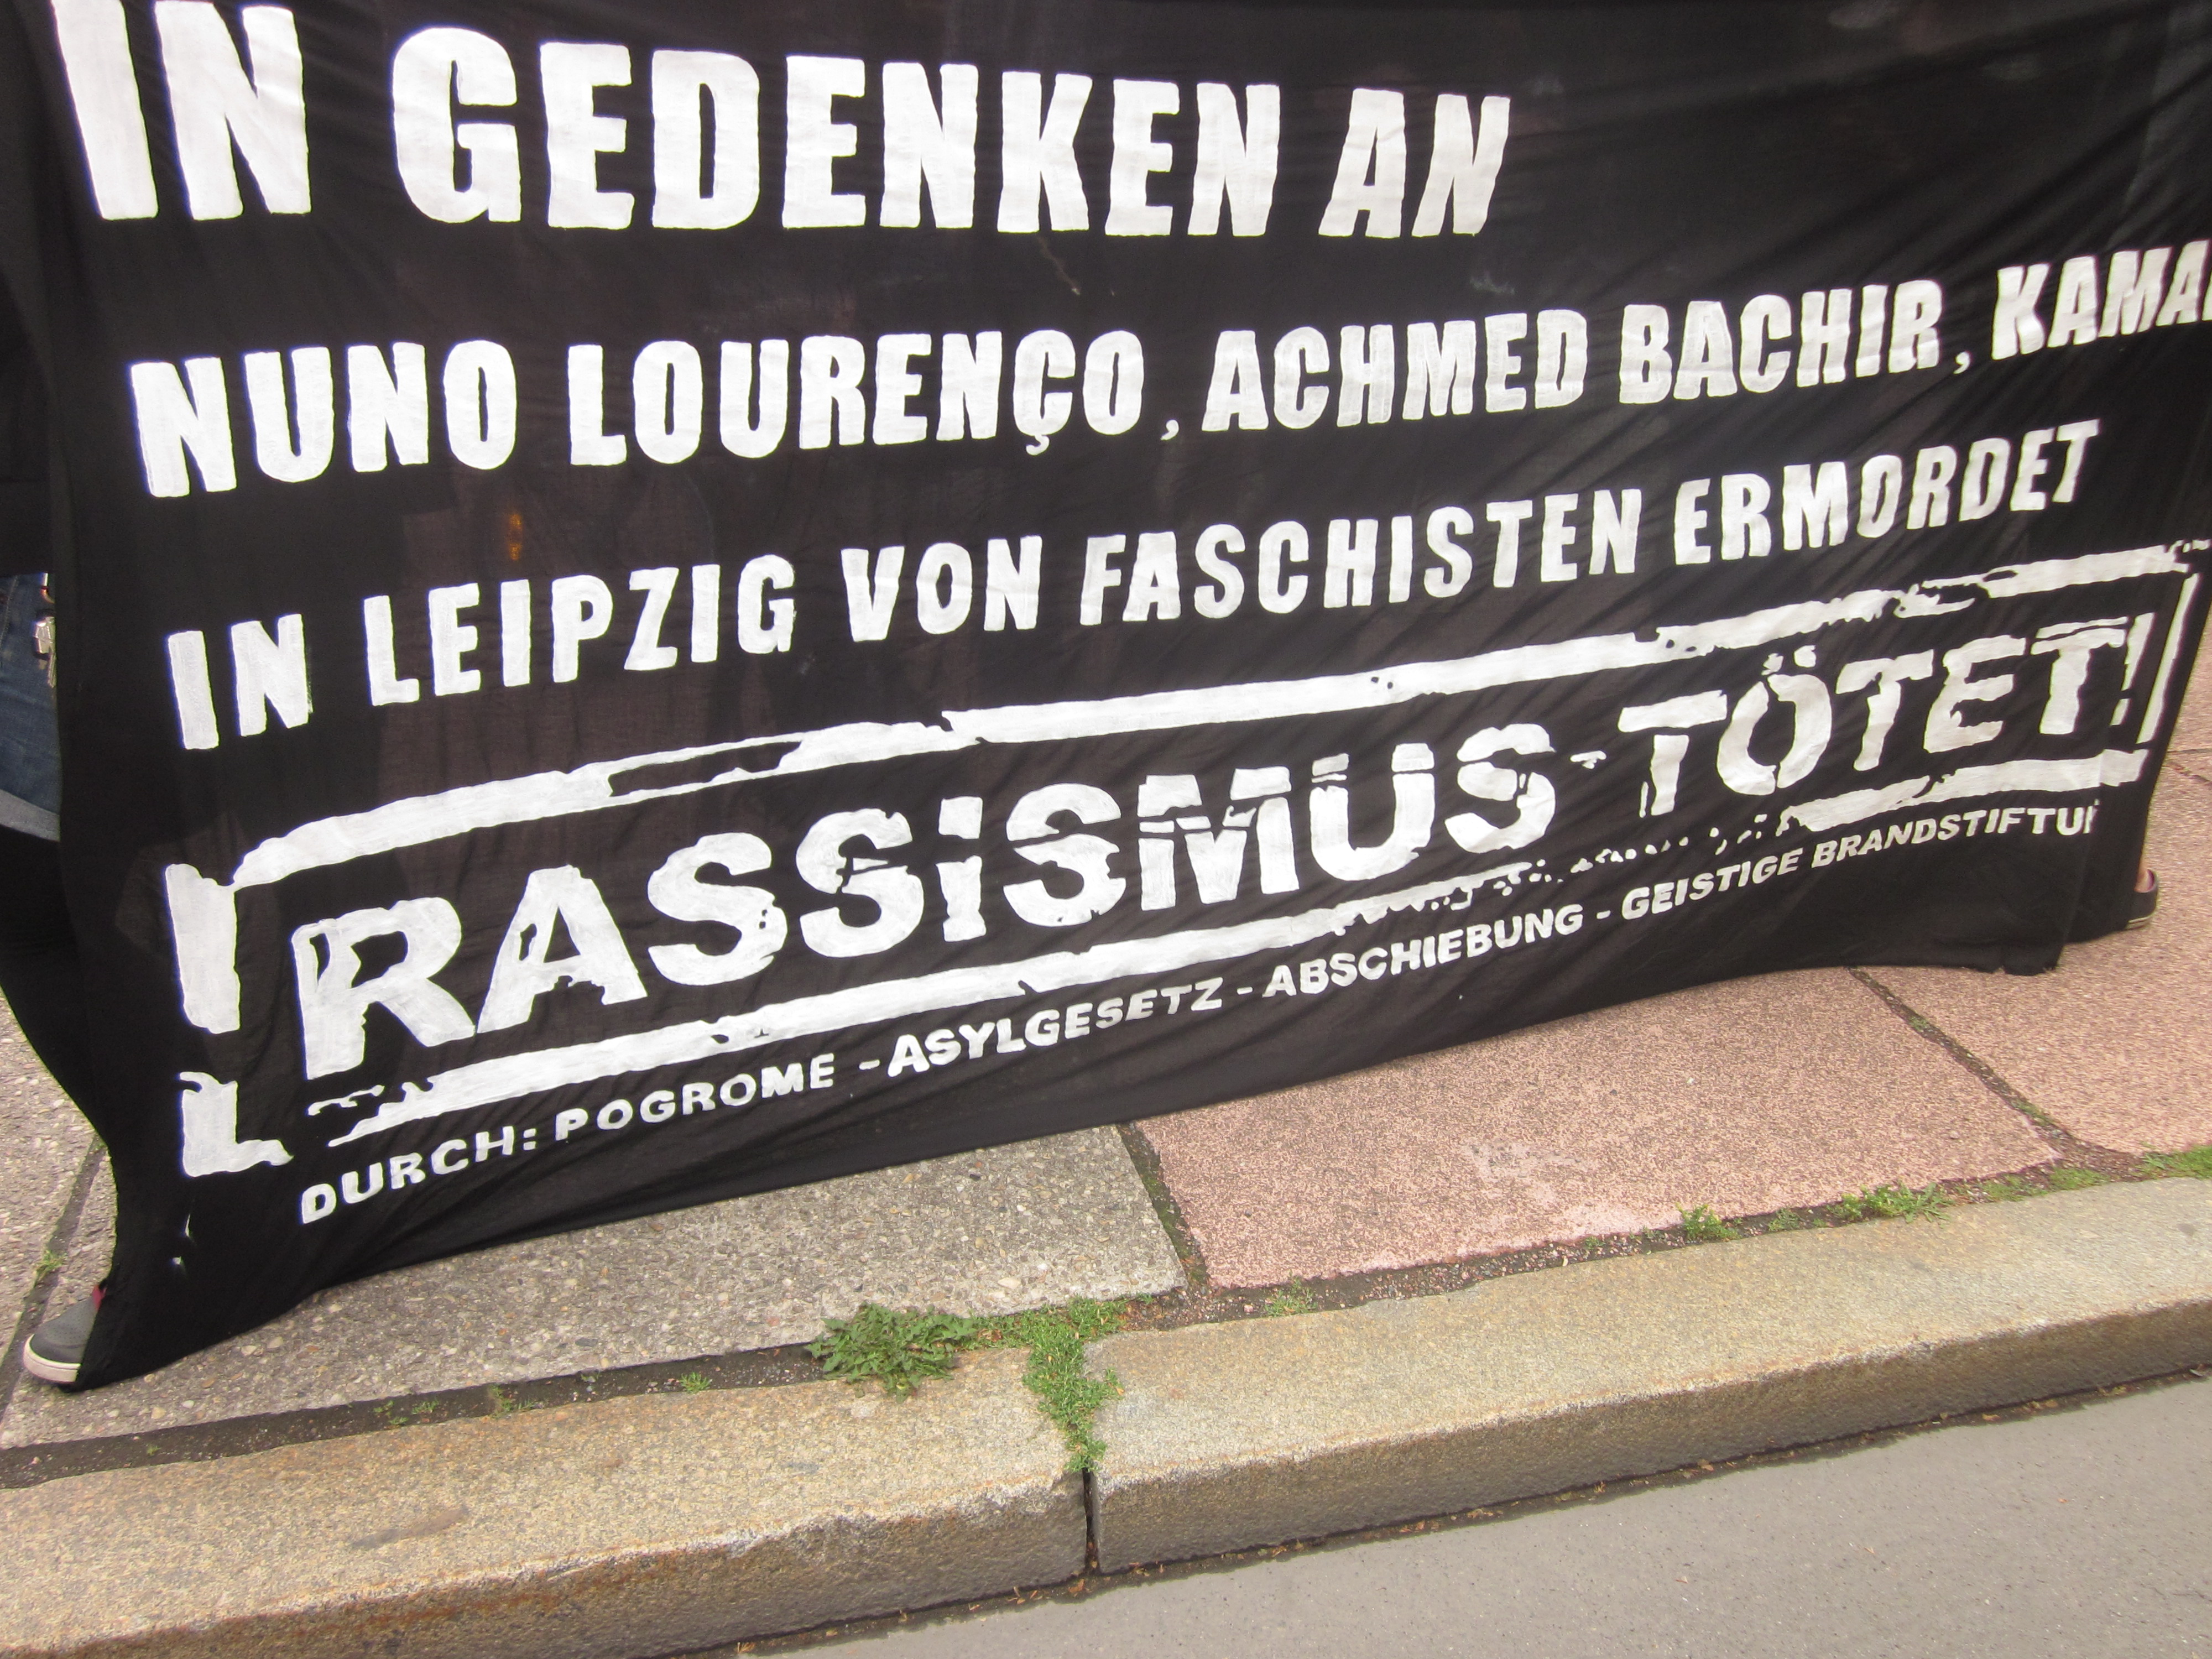 IN GEDENKEN AN
NUNO LOURENÇO, ACHMED BACHIR,
IN LEIPZIG VON FASCHISTEN ERMORDET
RASSiSMUS TÖTET!
DURCH: POGROME - ASYLGESETZ - ABSCHIEBUNG - GEISTIGE